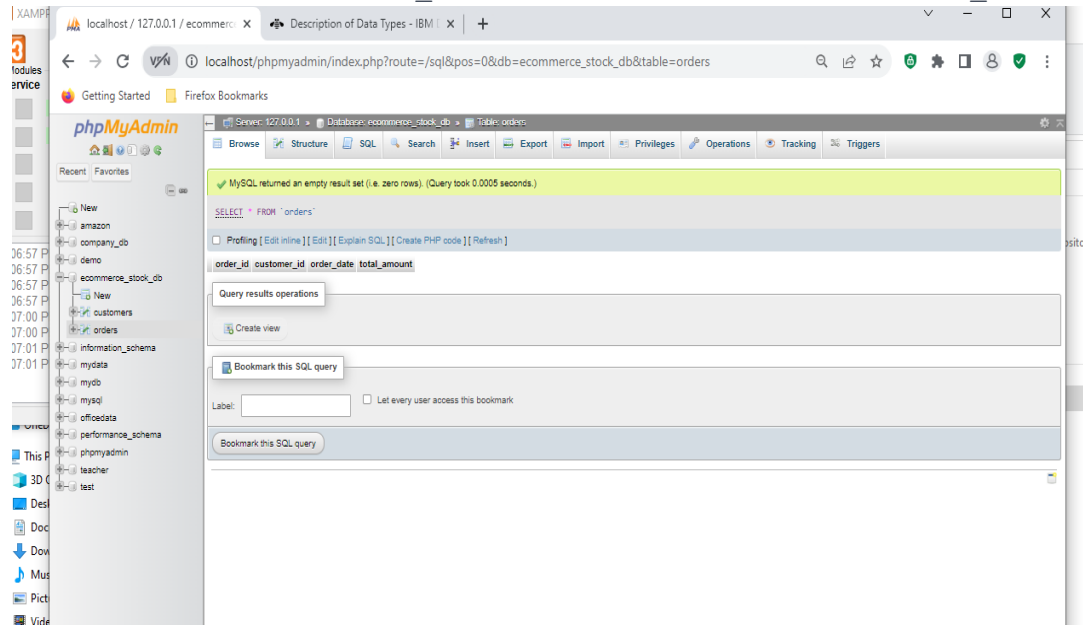 XAMPP
localhost / 127.0.0.1 / ecommerc
Description of Data Types - IBM
localhost/phpmyadmin/index.php?route=/sql&pos=0&db=ecommerce_stock_db&table=orders
VPN
Getting Started
Firefox Bookmarks
Modules
ervice
phpMyAdmin
Recent Favorites
New
amazon
company_db
demo
ecommerce_stock_db
New
customers
orders
information_schema
mydata
mydb
mysql
officedata
performance_schema
phpmyadmin
teacher
test
Server: 127.0.0.1 » Database: ecommerce_stock_db » Table: orders
Browse Structure SQL Search Insert Export Import Privileges Operations Tracking Triggers
MySQL returned an empty result set (i.e. zero rows). (Query took 0.0005 seconds.)
SELECT * FROM `orders`
Profiling [ Edit inline ] [ Edit ] [ Explain SQL ] [ Create PHP code ] [ Refresh ]
order_id customer_id order_date total_amount
Query results operations
Create view
Bookmark this SQL query
Label:
Let every user access this bookmark
Bookmark this SQL query
06:57 P
06:57 P
06:57 P
06:57 P
07:00 P
07:00 P
07:01 P
07:01 P
This P
3D
Desk
Doc
Dow
Mus
Pict
Vide